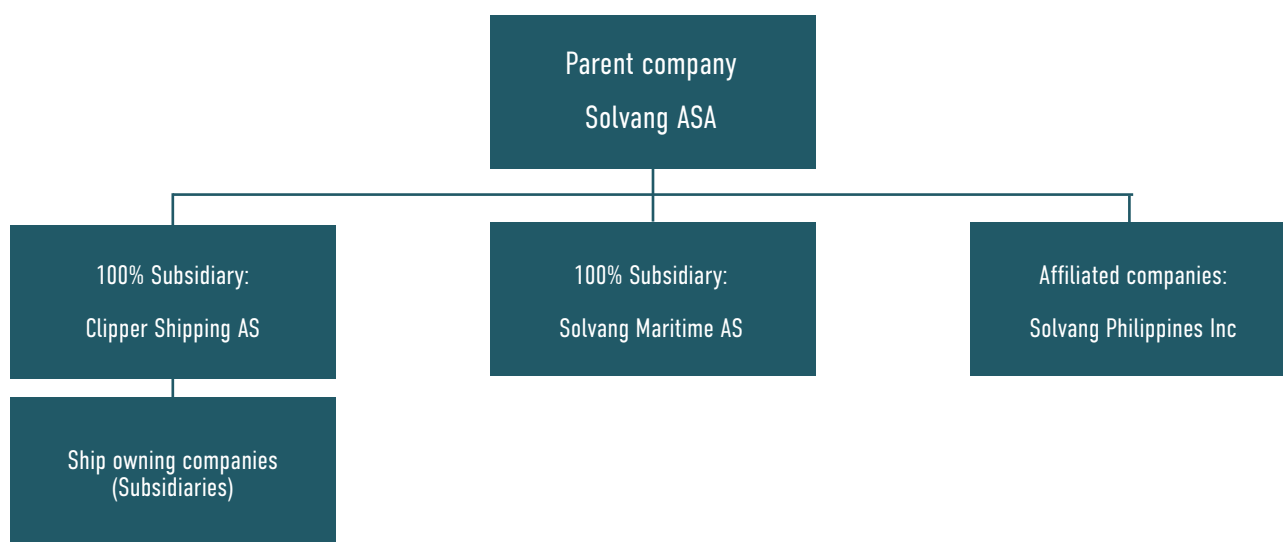 Parent company
Solvang ASA
100% Subsidiary:
Clipper Shipping AS
100% Subsidiary:
Solvang Maritime AS
Affiliated companies:
Solvang Philippines Inc
Ship owning companies
(Subsidiaries)